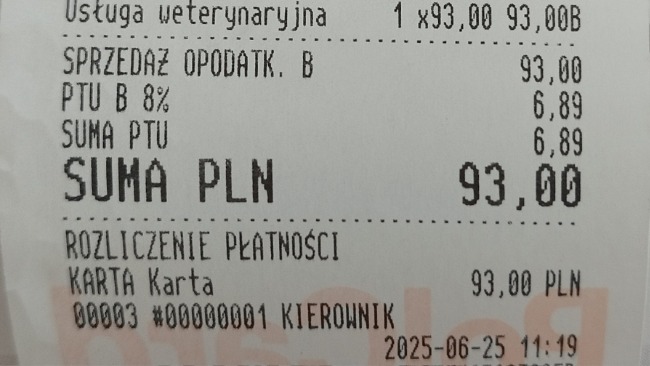 Usługa weterynaryjna 1 x93,00 93,00B
SPRZEDAŻ OPODATK. B 93,00
PTU B 8% 6,89
SUMA PTU 6,89
SUMA PLN 93,00
ROZLICZENIE PŁATNOŚCI
KARTA Karta 93,00 PLN
00003 #00000001 KIEROWNIK
2025-06-25 11:19